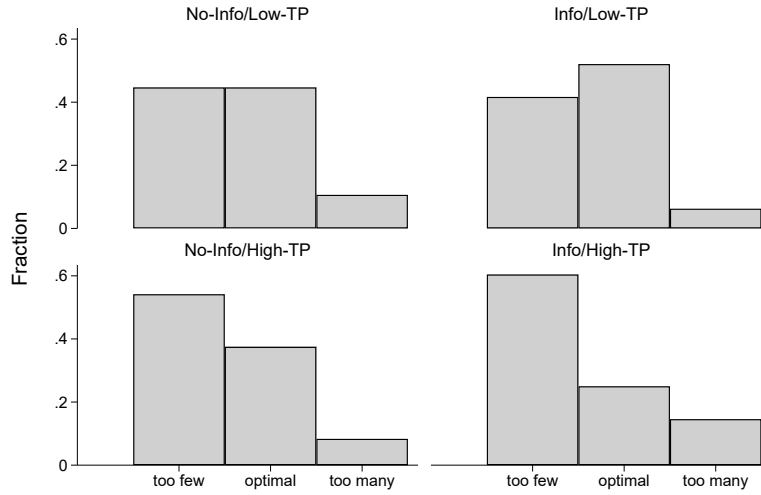 No-Info/Low-TP
Info/Low-TP
.6
.4
.2
0
No-Info/High-TP
Info/High-TP
.6
.4
.2
0
Fraction
too few
optimal
too many
too few
optimal
too many